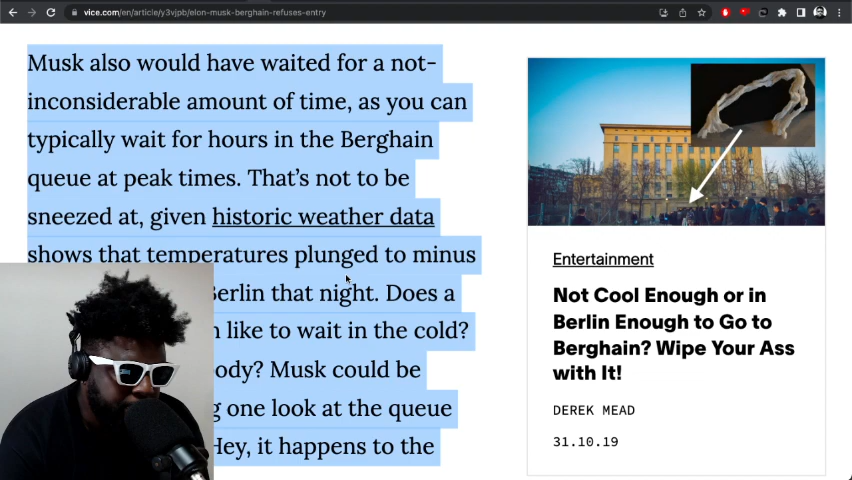 vice.com/en/article/y3vjpb/elon-musk-berghain-refuses-entry
Musk also would have waited for a not-
inconsiderable amount of time, as you can
typically wait for hours in the Berghain
queue at peak times. That’s not to be
sneezed at, given historic weather data
shows that temperatures plunged to minus
Berlin that night. Does a
like to wait in the cold?
body? Musk could be
one look at the queue
Hey, it happens to the
Entertainment
Not Cool Enough or in
Berlin Enough to Go to
Berghain? Wipe Your Ass
with It!
DEREK MEAD
31.10.19